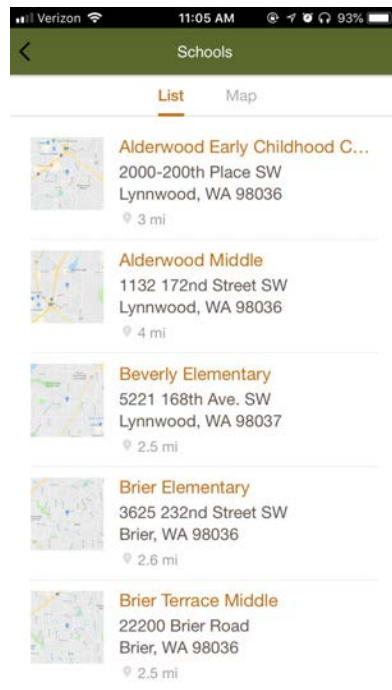 Verizon 11:05 AM 93%
Schools
List Map
Alderwood Early Childhood C...
2000-200th Place SW
Lynnwood, WA 98036
3 mi
Alderwood Middle
1132 172nd Street SW
Lynnwood, WA 98036
4 mi
Beverly Elementary
5221 168th Ave. SW
Lynnwood, WA 98037
2.5 mi
Brier Elementary
3625 232nd Street SW
Brier, WA 98036
2.6 mi
Brier Terrace Middle
22200 Brier Road
Brier, WA 98036
2.5 mi